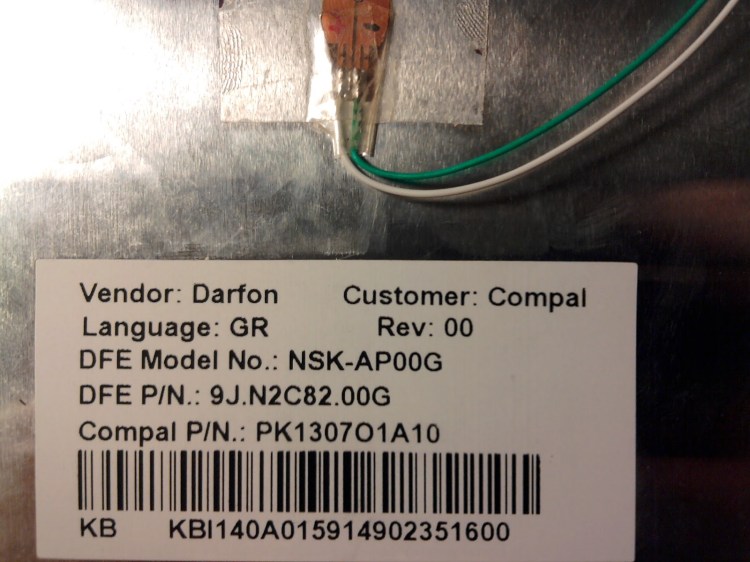 Vendor: Darfon Customer: Compal
Language: GR Rev: 00
DFE Model No.: NSK-AP00G
DFE P/N.: 9J.N2C82.00G
Compal P/N.: PK1307O1A10
KB KBI140A015914902351600